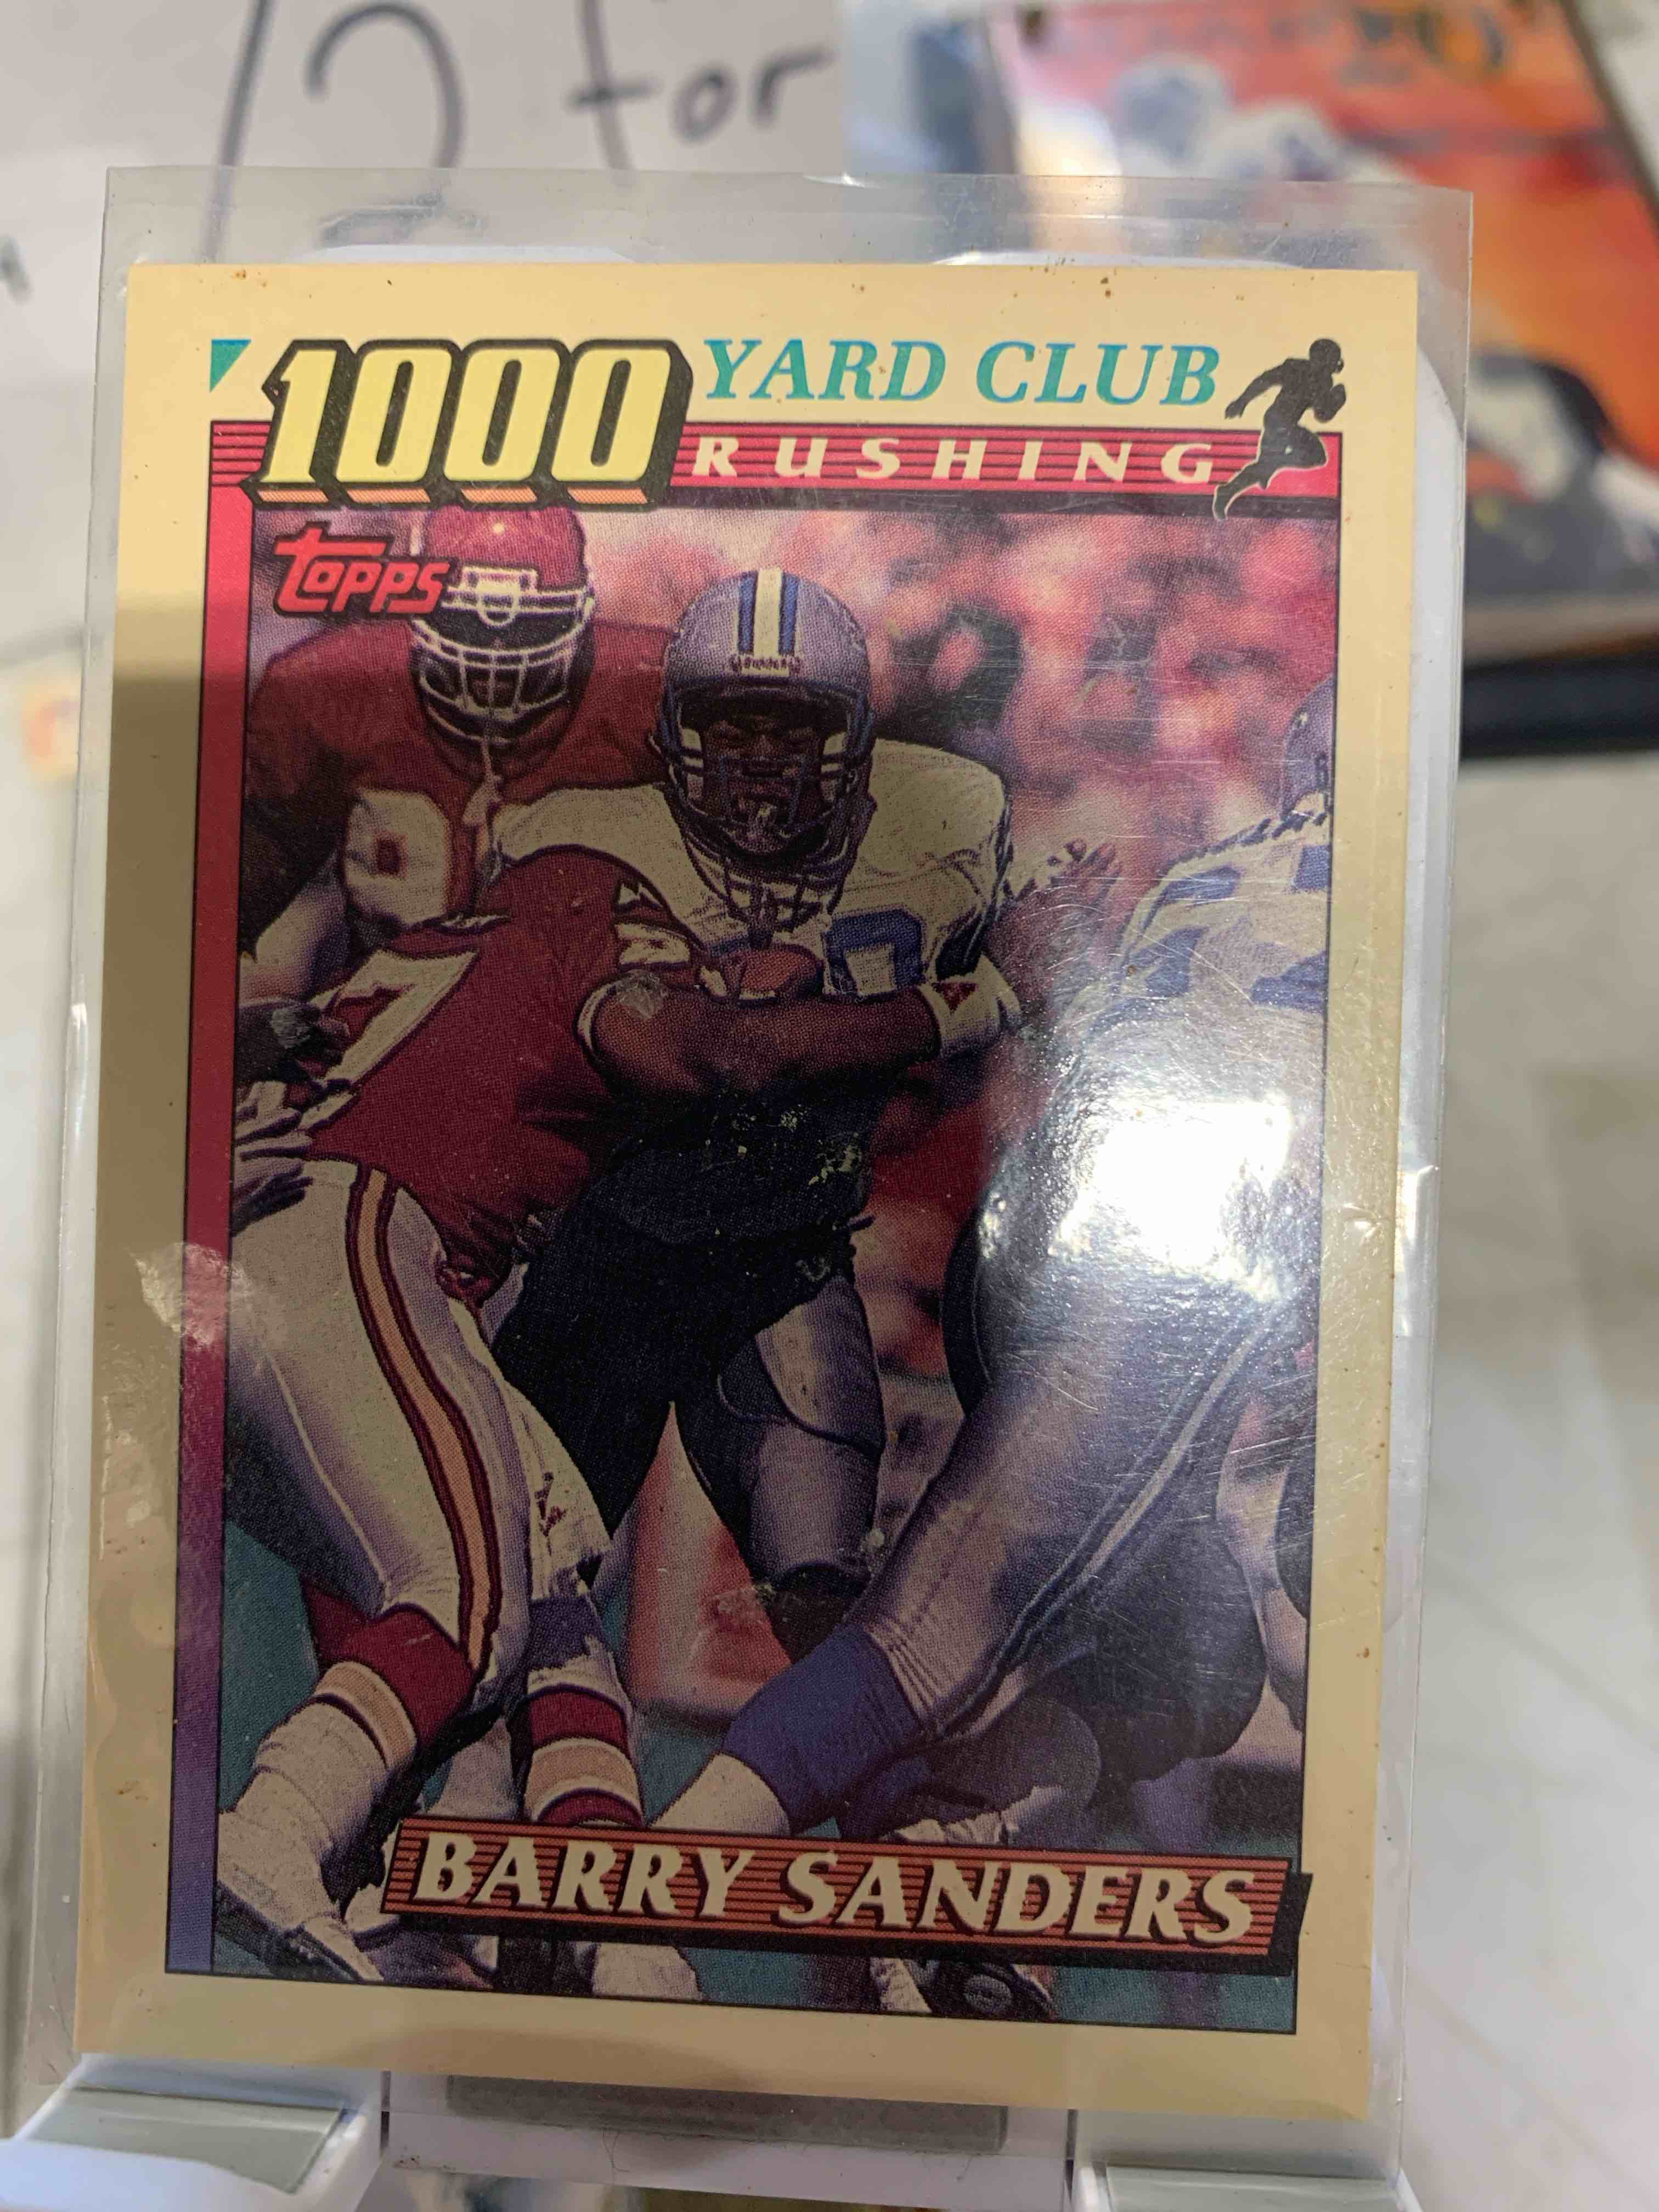 for
1000 YARD CLUB
RUSHING
TOPPS
BARRY SANDERS